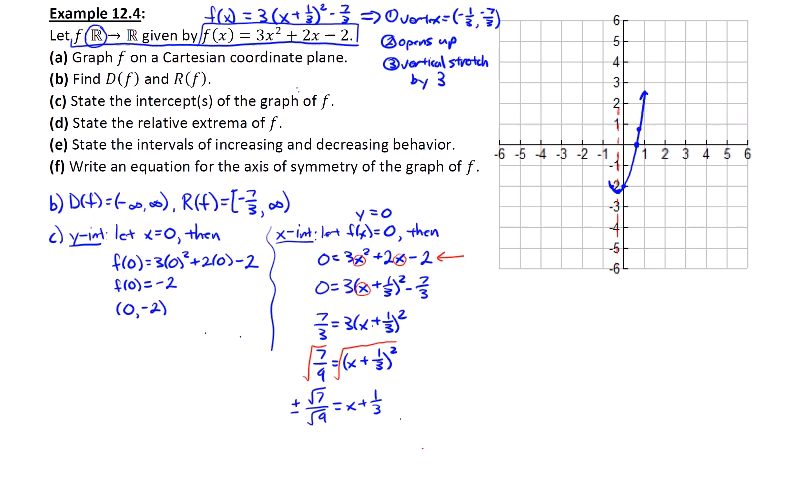 Example 12.4: f(x) = 3(x + 1/3)² - 7/3 ⇒ ① vertex = (-1/3, -7/3)
Let f ℝ → ℝ given by f(x) = 3x² + 2x − 2. ② opens up
(a) Graph f on a Cartesian coordinate plane. ③ vertical stretch
by 3
(b) Find D(f) and R(f).
(c) State the intercept(s) of the graph of f.
(d) State the relative extrema of f.
(e) State the intervals of increasing and decreasing behavior.
(f) Write an equation for the axis of symmetry of the graph of f.
6
5
4
3
2
1
-6 -5 -4 -3 -2 -1 1 2 3 4 5 6
-1
-2
-3
-4
-5
-6
b) D(f) = (-∞, ∞), R(f) = [-7/3, ∞)
c) y-int: let x=0, then
f(0) = 3(0)² + 2(0) - 2
f(0) = -2
(0, -2)
y = 0
x-int: let f(x) = 0, then
0 = 3x² + 2x - 2 ←
0 = 3(x + 1/3)² - 7/3
7/3 = 3(x + 1/3)²
√7/9 = √(x + 1/3)²
± √7/√9 = x + 1/3